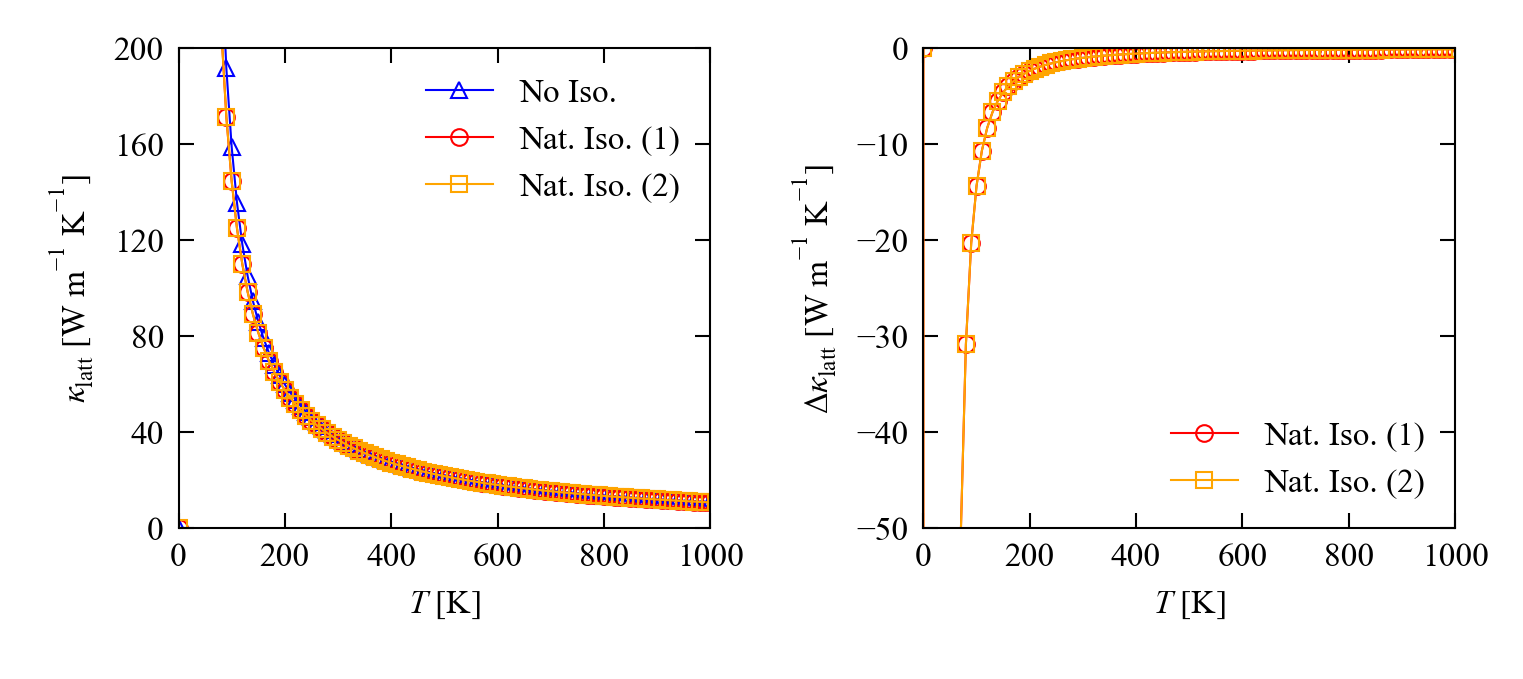 200
160
120
80
40
0
κlatt [W m−1 K−1]
No Iso.
Nat. Iso. (1)
Nat. Iso. (2)
0 200 400 600 800 1000
T [K]
0
−10
−20
−30
−40
−50
Δκlatt [W m−1 K−1]
Nat. Iso. (1)
Nat. Iso. (2)
0 200 400 600 800 1000
T [K]